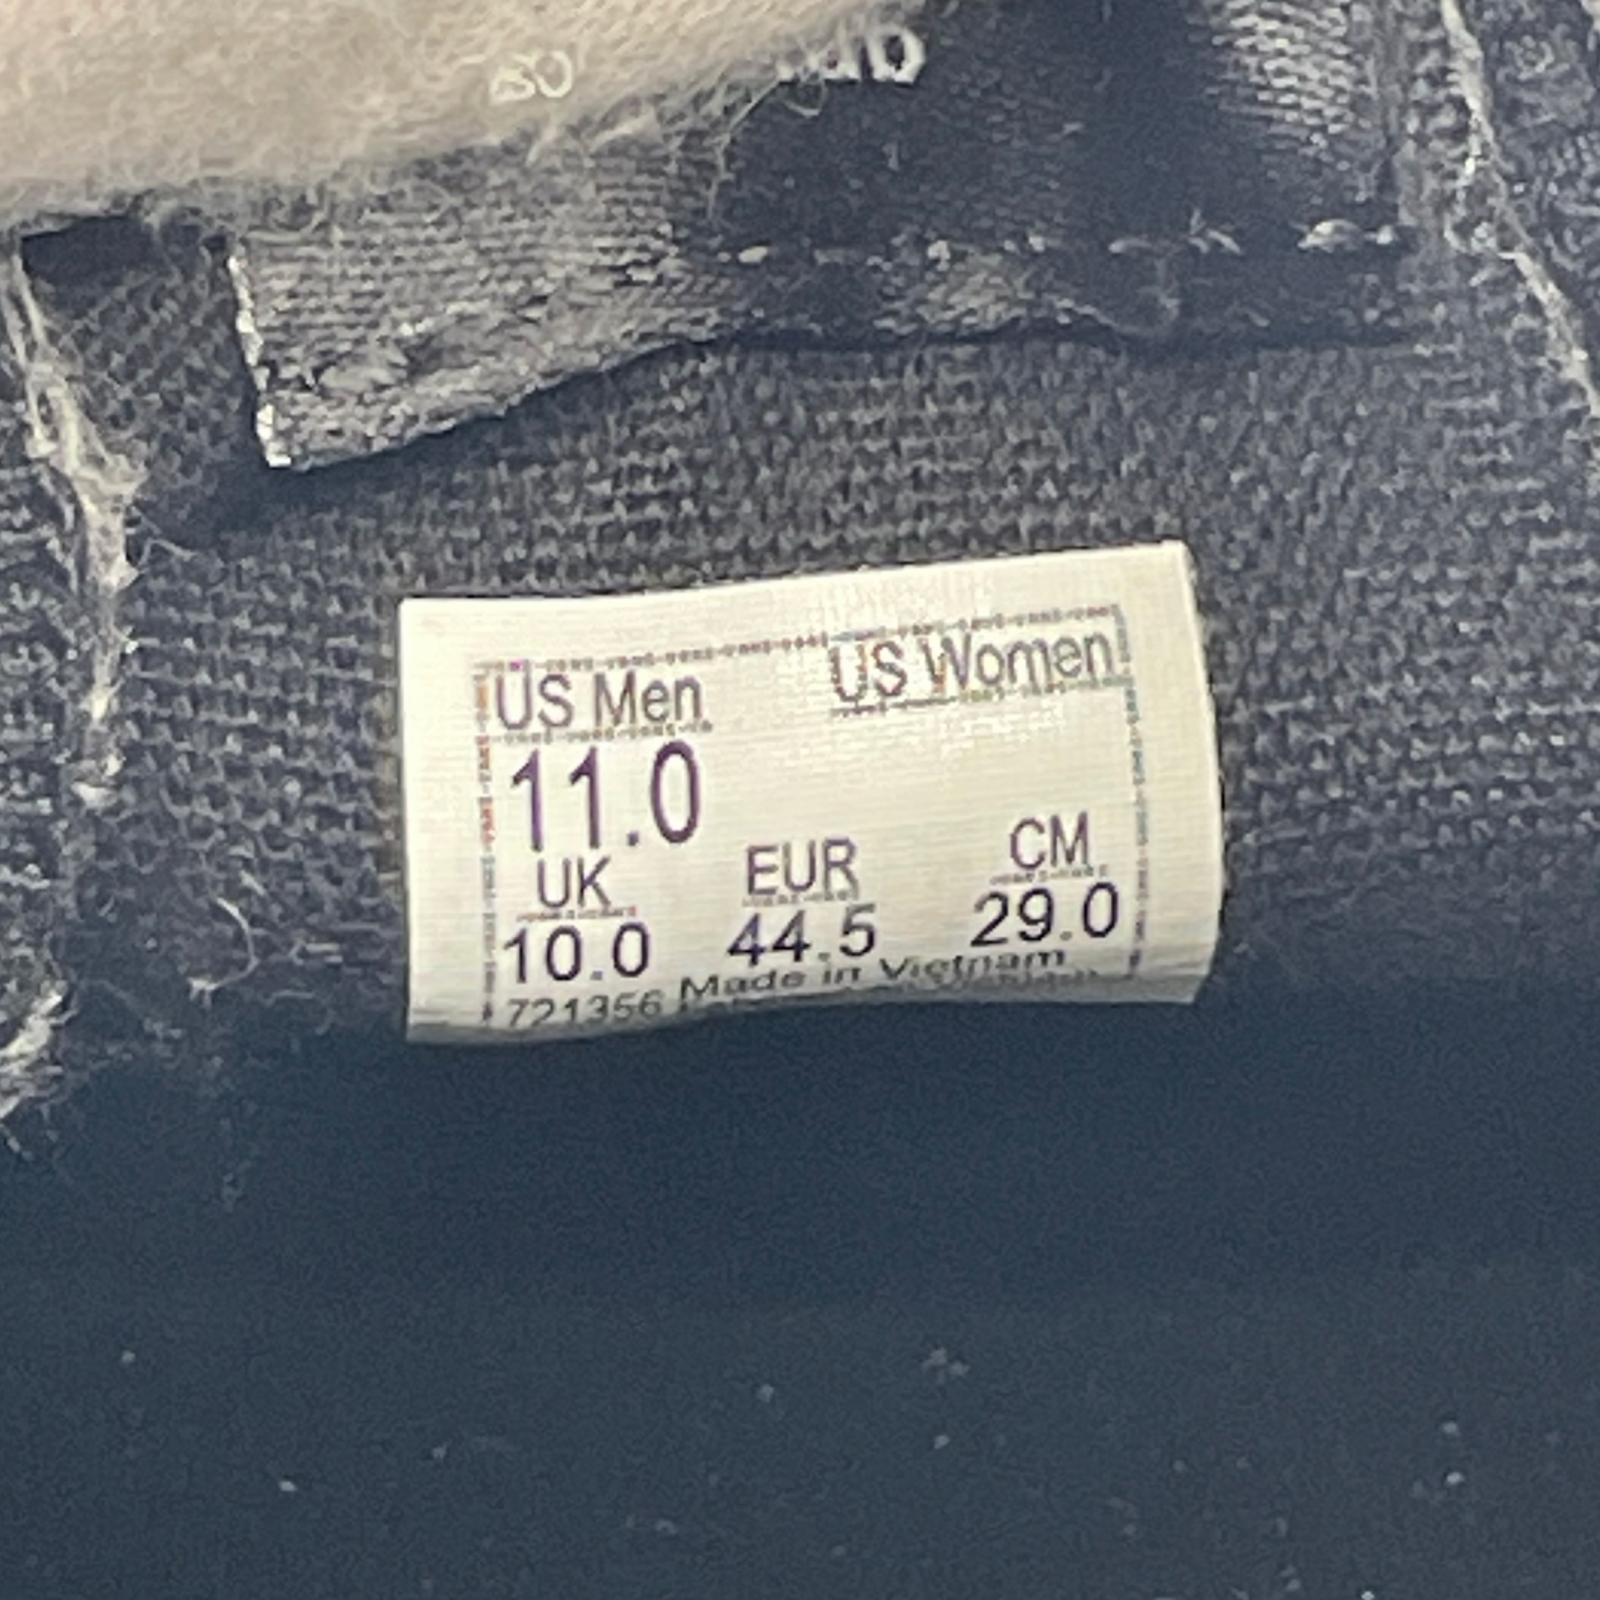 US Men US Women
11.0
UK EUR CM
10.0 44.5 29.0
Made in Vietnam
721356